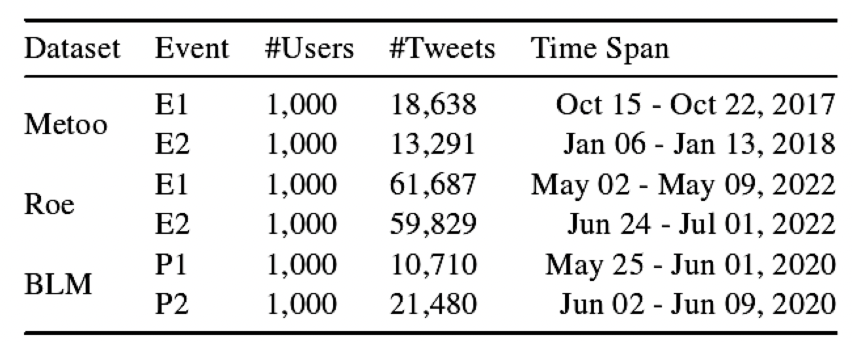 Dataset Event #Users #Tweets Time Span
Metoo E1 1,000 18,638 Oct 15 - Oct 22, 2017
E2 1,000 13,291 Jan 06 - Jan 13, 2018
Roe E1 1,000 61,687 May 02 - May 09, 2022
E2 1,000 59,829 Jun 24 - Jul 01, 2022
BLM P1 1,000 10,710 May 25 - Jun 01, 2020
P2 1,000 21,480 Jun 02 - Jun 09, 2020